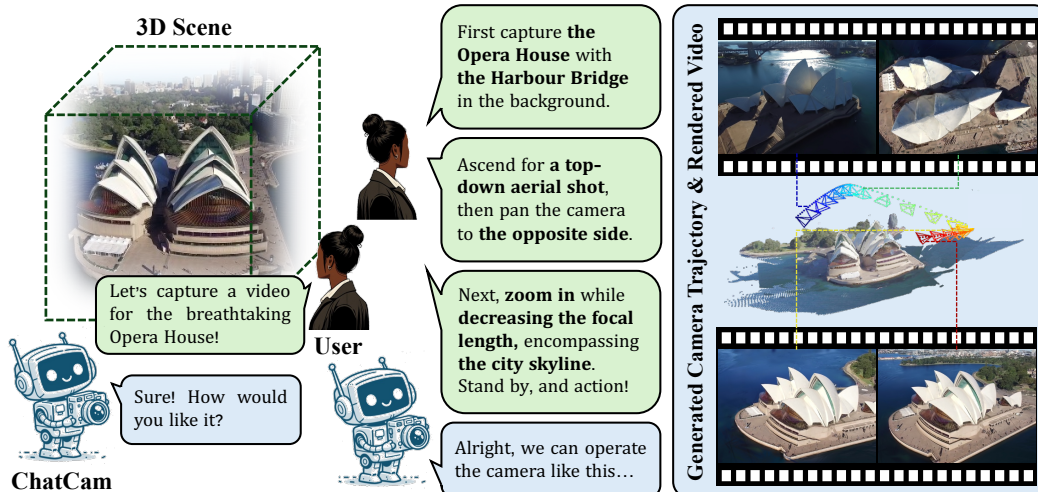 3D Scene
Let's capture a video
for the breathtaking
Opera House!
User
Sure! How would
you like it?
ChatCam
First capture the
Opera House with
the Harbour Bridge
in the background.
Ascend for a top-
down aerial shot,
then pan the camera
to the opposite side.
Next, zoom in while
decreasing the focal
length, encompassing
the city skyline.
Stand by, and action!
Alright, we can operate
the camera like this…
Generated Camera Trajectory & Rendered Video